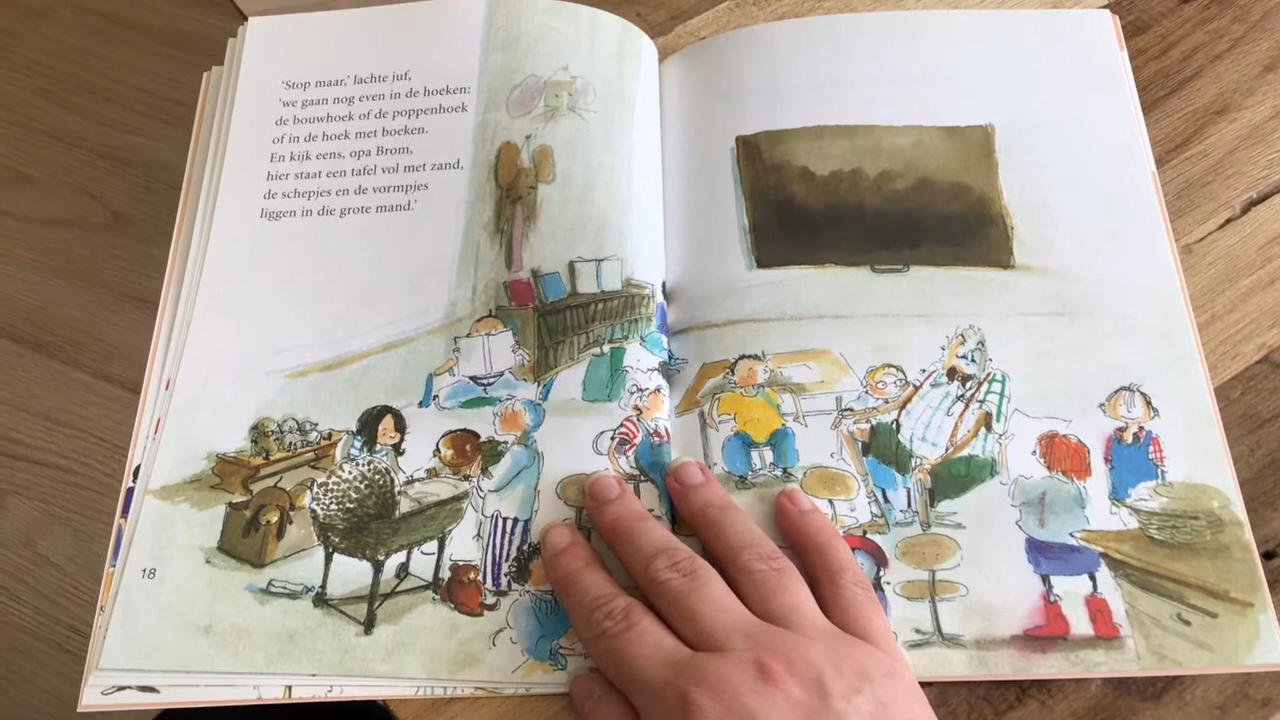 ‘Stop maar,’ lachte juf,
‘we gaan nog even in de hoeken:
de bouwhoek of de poppenhoek
of in de hoek met boeken.
En kijk eens, opa Brom,
hier staat een tafel vol met zand,
de schepjes en de vormpjes
liggen in die grote mand.’
18